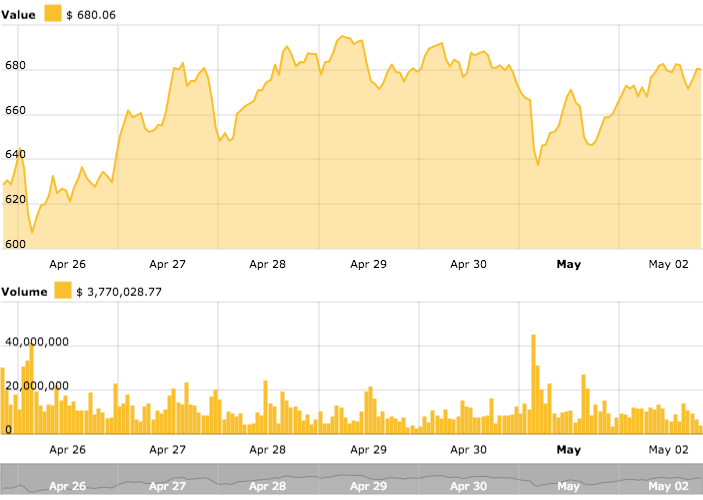 Value $ 680.06
680
660
640
620
600
Apr 26 Apr 27 Apr 28 Apr 29 Apr 30 May May 02
Volume $ 3,770,028.77
40,000,000
20,000,000
0
Apr 26 Apr 27 Apr 28 Apr 29 Apr 30 May May 02
Apr 26 Apr 27 Apr 28 Apr 29 Apr 30 May May 02